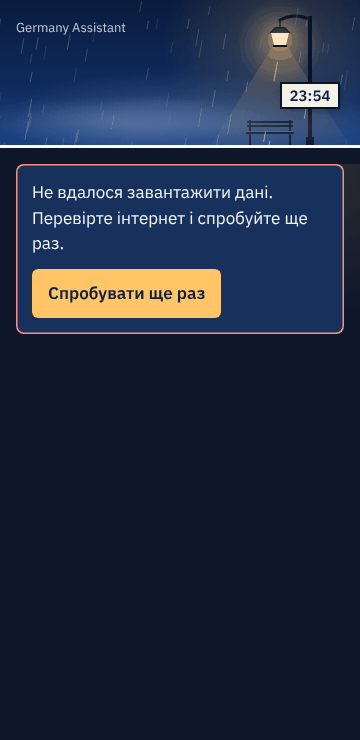 Germany Assistant
23:54
Не вдалося завантажити дані.
Перевірте інтернет і спробуйте ще
раз.
Спробувати ще раз